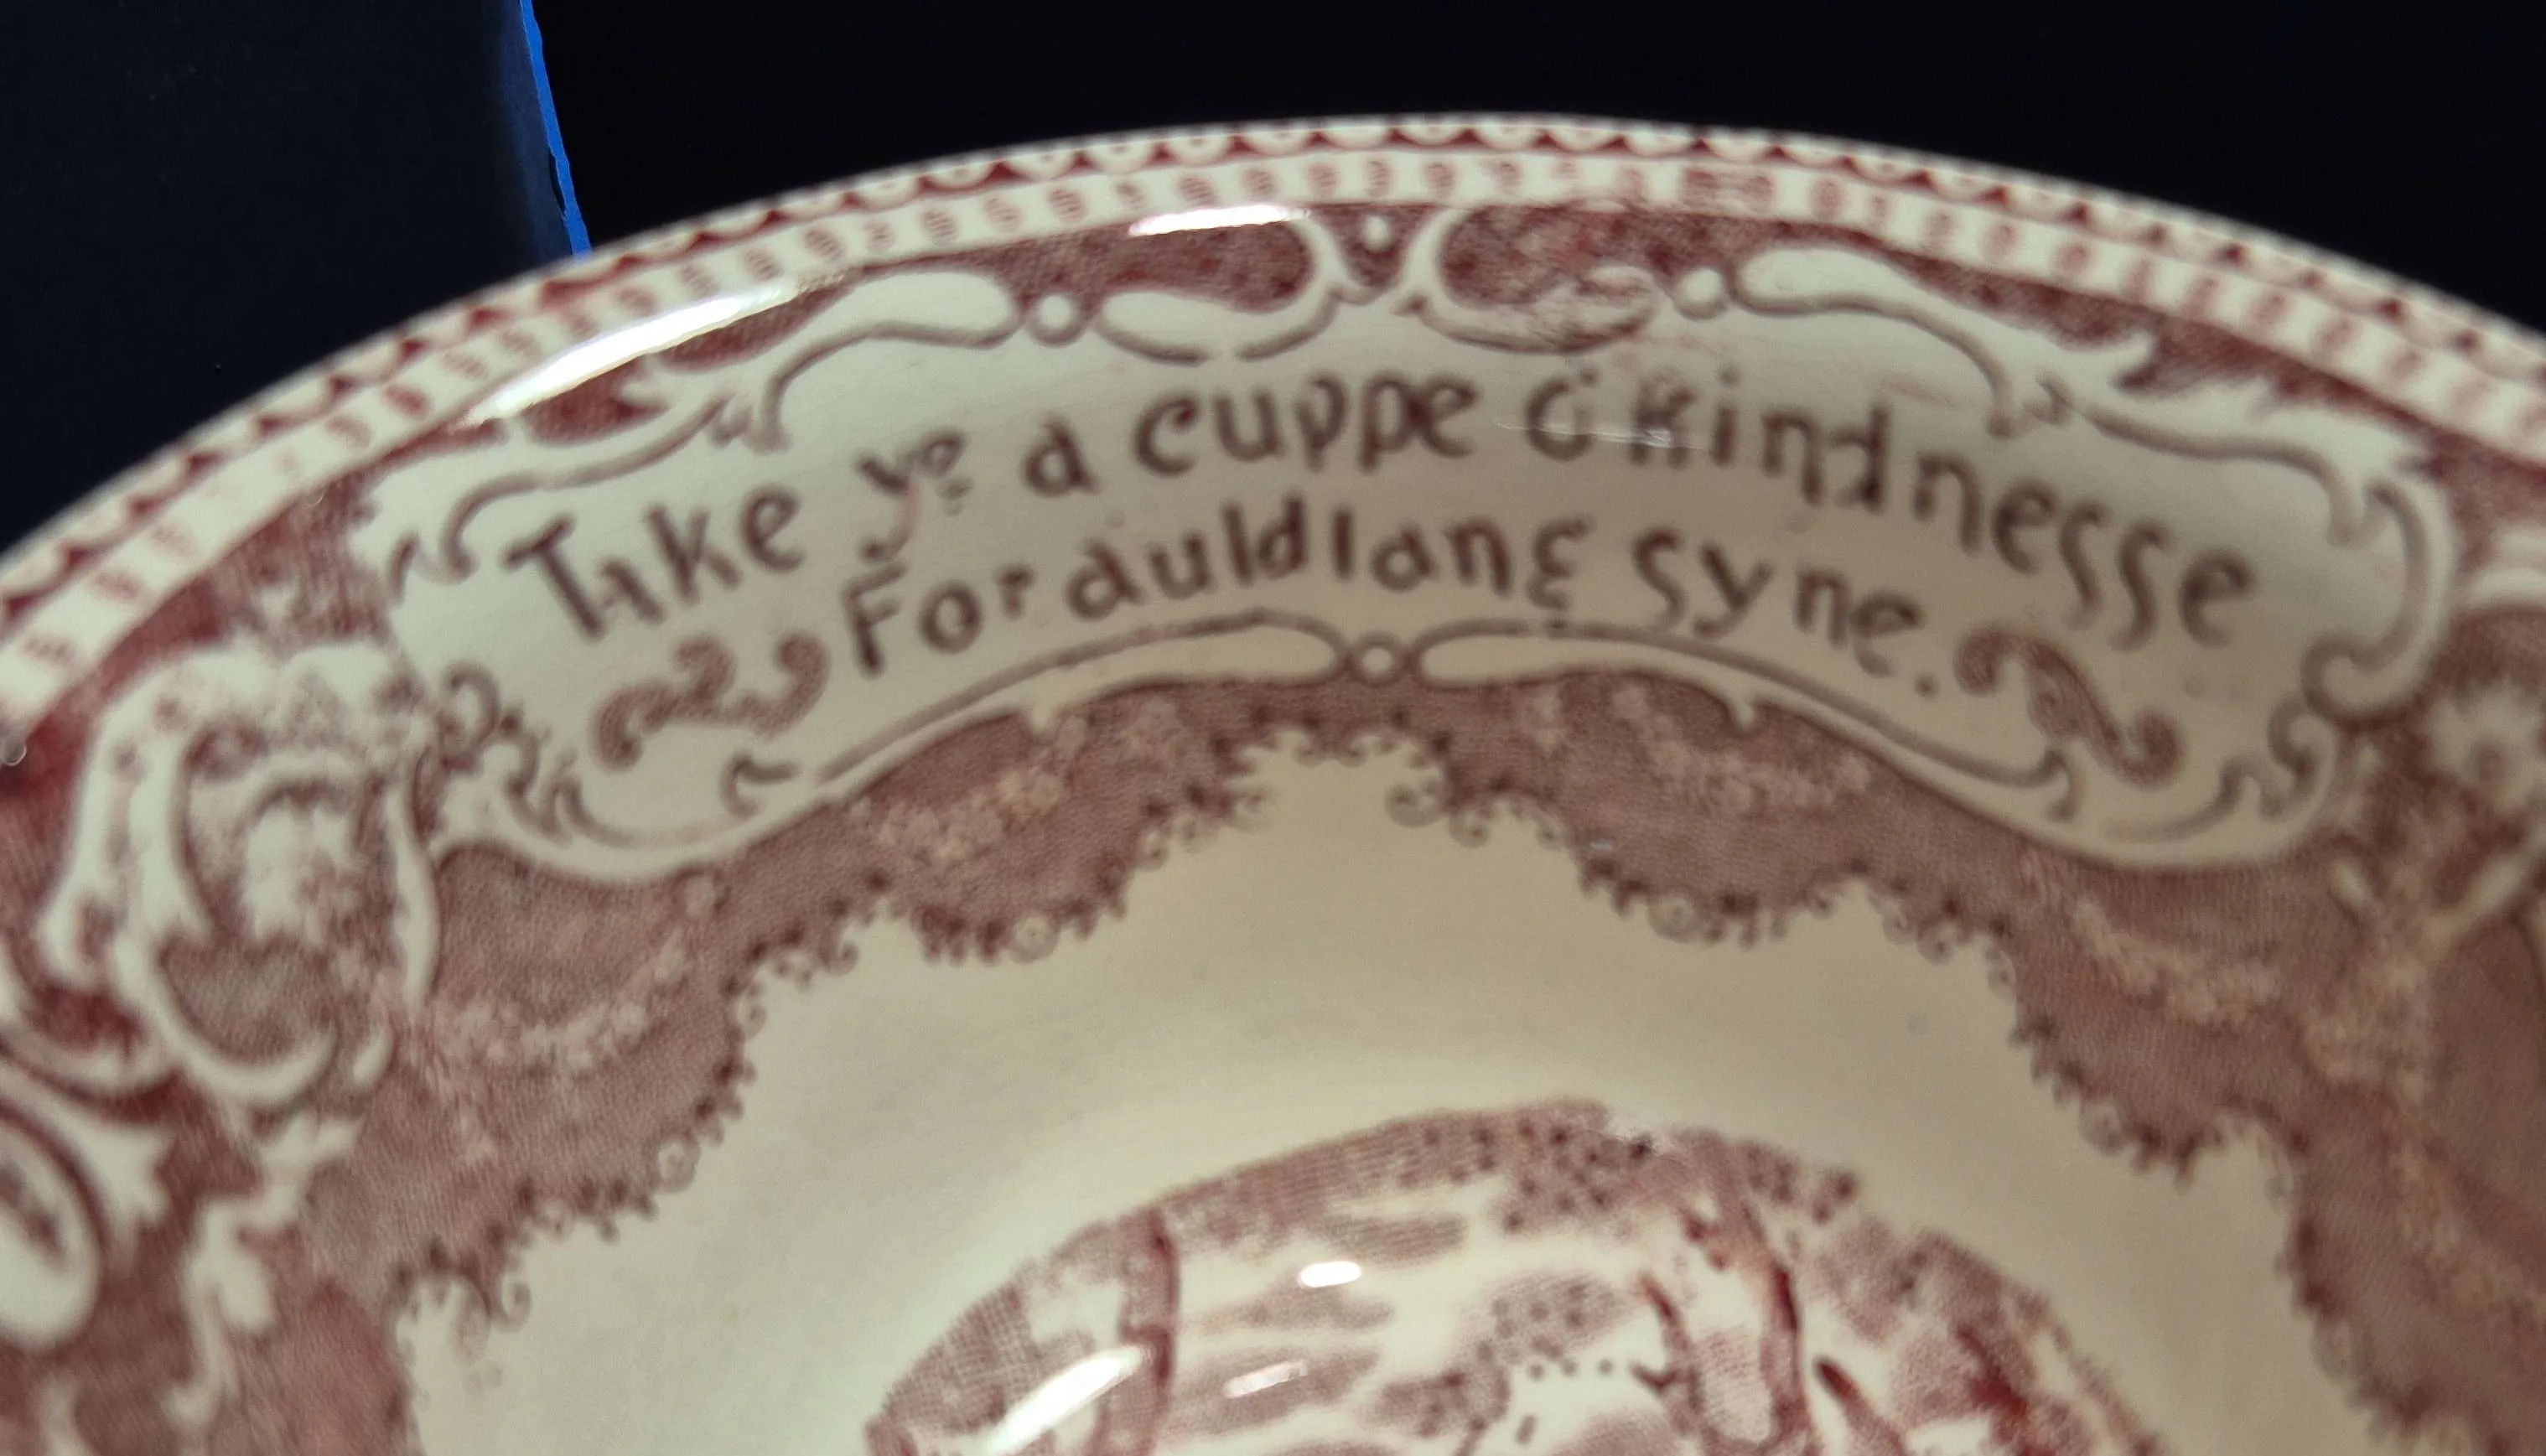 Take ye a cuppe O'Kindnesse
For auld lang syne.